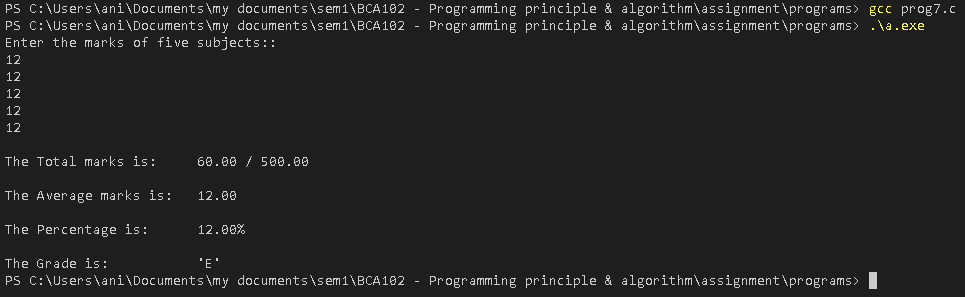 PS C:\Users\ani\Documents\my documents\sem1\BCA102 - Programming principle & algorithm\assignment\programs> gcc prog7.c
PS C:\Users\ani\Documents\my documents\sem1\BCA102 - Programming principle & algorithm\assignment\programs> .\a.exe
Enter the marks of five subjects::
12
12
12
12
12
The Total marks is: 60.00 / 500.00
The Average marks is: 12.00
The Percentage is: 12.00%
The Grade is: 'E'
PS C:\Users\ani\Documents\my documents\sem1\BCA102 - Programming principle & algorithm\assignment\programs>